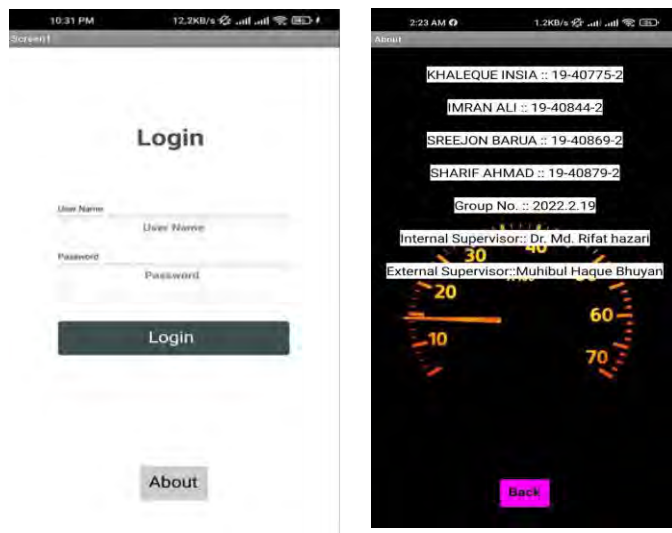 10:31 PM 12.2KB/s
Screen1
Login
User Name
User Name
Password
Password
Login
About
2:23 AM 1.2KB/s
About
KHALEQUE INSIA :: 19-40775-2
IMRAN ALI :: 19-40844-2
SREEJON BARUA :: 19-40869-2
SHARIF AHMAD :: 19-40879-2
Group No. :: 2022.2.19
Internal Supervisor:: Dr. Md. Rifat hazari
30 40
External Supervisor::Muhibul Haque Bhuyan
20
60
10
70
Back